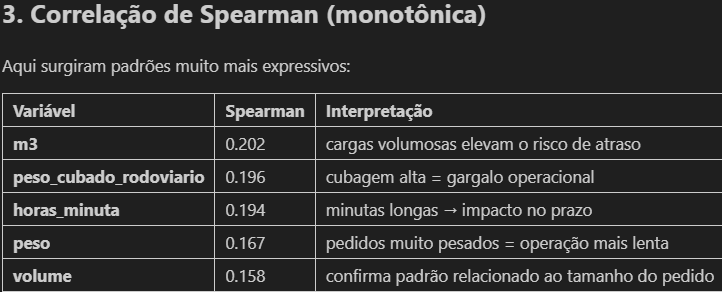 3. Correlação de Spearman (monotônica)
Aqui surgiram padrões muito mais expressivos:
Variável Spearman Interpretação
m3 0.202 cargas volumosas elevam o risco de atraso
peso_cubado_rodoviario 0.196 cubagem alta = gargalo operacional
horas_minuta 0.194 minutas longas → impacto no prazo
peso 0.167 pedidos muito pesados = operação mais lenta
volume 0.158 confirma padrão relacionado ao tamanho do pedido